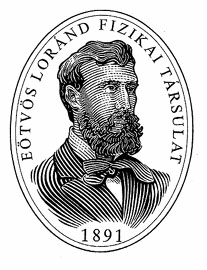 EÖTVÖS LORÁND FIZIKAI TÁRSULAT
1891